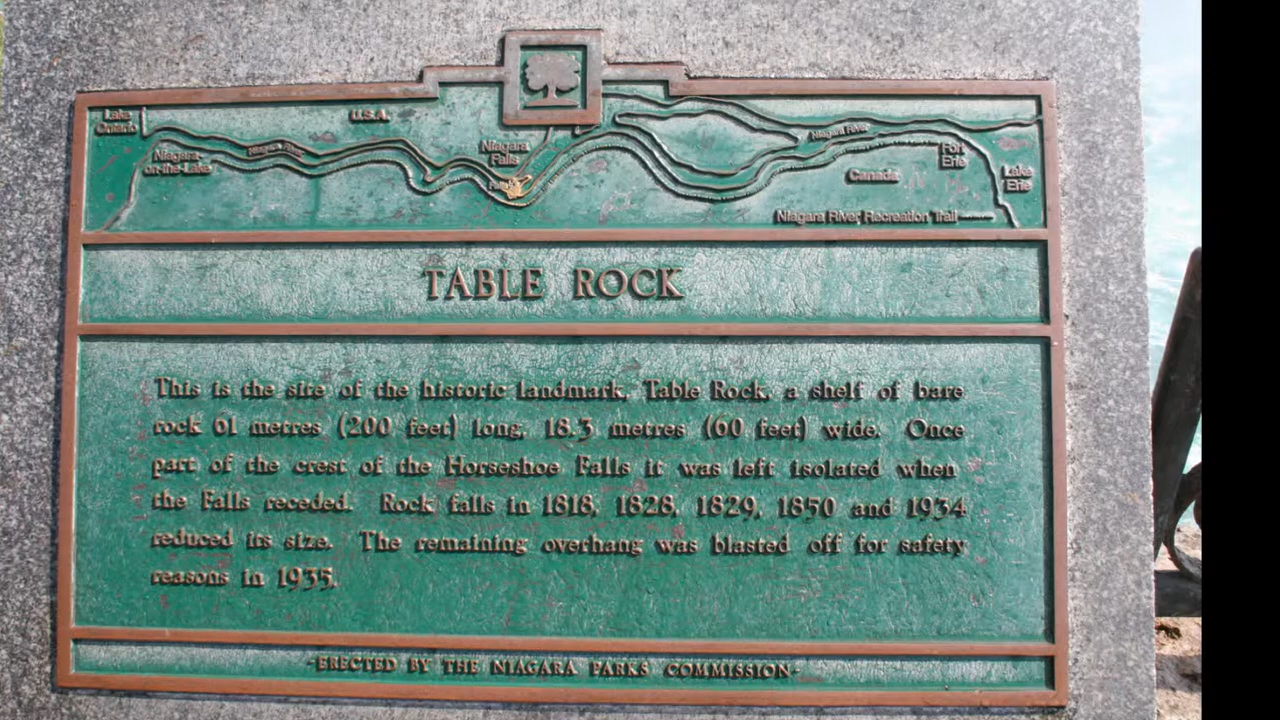 Lake
Ontario
U.S.A.
Niagara-
on-the-Lake
Niagara River
Niagara
Falls
Niagara River
Fort
Erie
Canada
Lake
Erie
Niagara River Recreation Trail
TABLE ROCK
This is the site of the historic landmark, Table Rock, a shelf of bare
rock 61 metres (200 feet) long, 18.3 metres (60 feet) wide. Once
part of the crest of the Horseshoe Falls it was left isolated when
the Falls receded. Rock falls in 1818, 1828, 1829, 1850 and 1934
reduced its size. The remaining overhang was blasted off for safety
reasons in 1935.
-ERECTED BY THE NIAGARA PARKS COMMISSION-